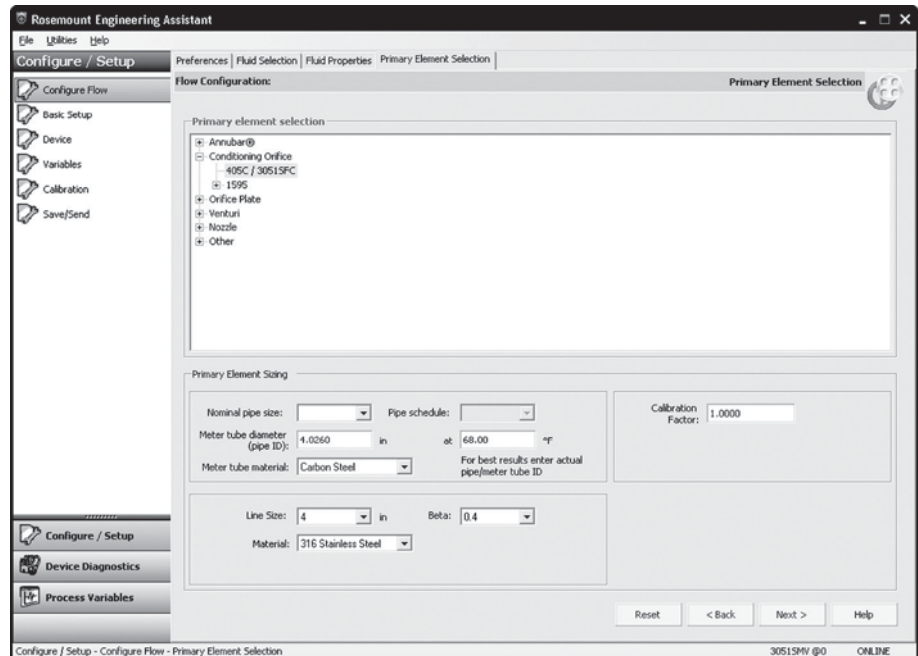 Rosemount Engineering Assistant
File Utilities Help
Configure / Setup
Preferences Fluid Selection Fluid Properties Primary Element Selection
Configure Flow
Basic Setup
Device
Variables
Calibration
Save/Send
Flow Configuration: Primary Element Selection
Primary element selection
Annubar®
Conditioning Orifice
405C / 3051SFC
1595
Orifice Plate
Venturi
Nozzle
Other
Primary Element Sizing
Nominal pipe size: Pipe schedule:
Meter tube diameter (pipe ID): 4.0260 in at 68.00 °F
Meter tube material: Carbon Steel
For best results enter actual
pipe/meter tube ID
Calibration
Factor: 1.0000
Line Size: 4 in Beta: 0.4
Material: 316 Stainless Steel
Configure / Setup
Device Diagnostics
Process Variables
Reset < Back Next > Help
Configure / Setup - Configure Flow - Primary Element Selection 3051SMV @0 ONLINE